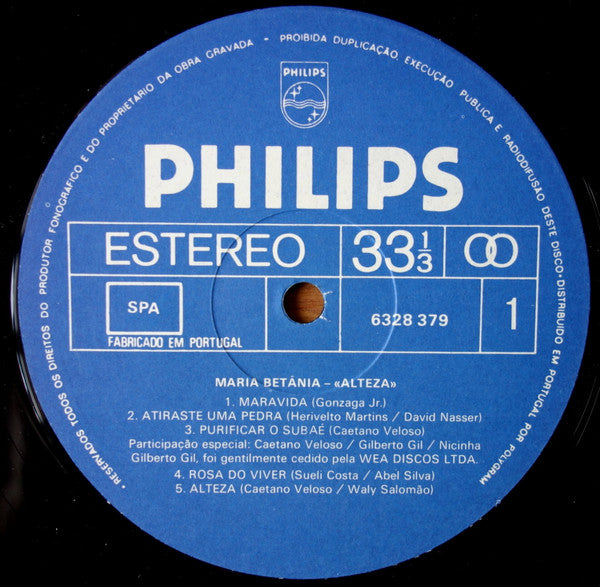 • RESERVADOS TODOS OS DIREITOS DO PRODUTOR FONOGRÁFICO E DO PROPRIETÁRIO DA OBRA GRAVADA - PROIBIDA DUPLICAÇÃO, EXECUÇÃO PÚBLICA E RADIODIFUSÃO DESTE DISCO • DISTRIBUIDO EM PORTUGAL POR POLYGRAM •
PHILIPS
PHILIPS
ESTEREO 33 1/3
SPA
FABRICADO EM PORTUGAL
6328 379 1
MARIA BETÂNIA – «ALTEZA»
1. MARAVIDA (Gonzaga Jr.)
2. ATIRASTE UMA PEDRA (Herivelto Martins / David Nasser)
3. PURIFICAR O SUBAÉ (Caetano Veloso)
Participação especial: Caetano Veloso / Gilberto Gil / Nicinha
Gilberto Gil, foi gentilmente cedido pela WEA DISCOS LTDA.
4. ROSA DO VIVER (Sueli Costa / Abel Silva)
5. ALTEZA (Caetano Veloso / Waly Salomão)